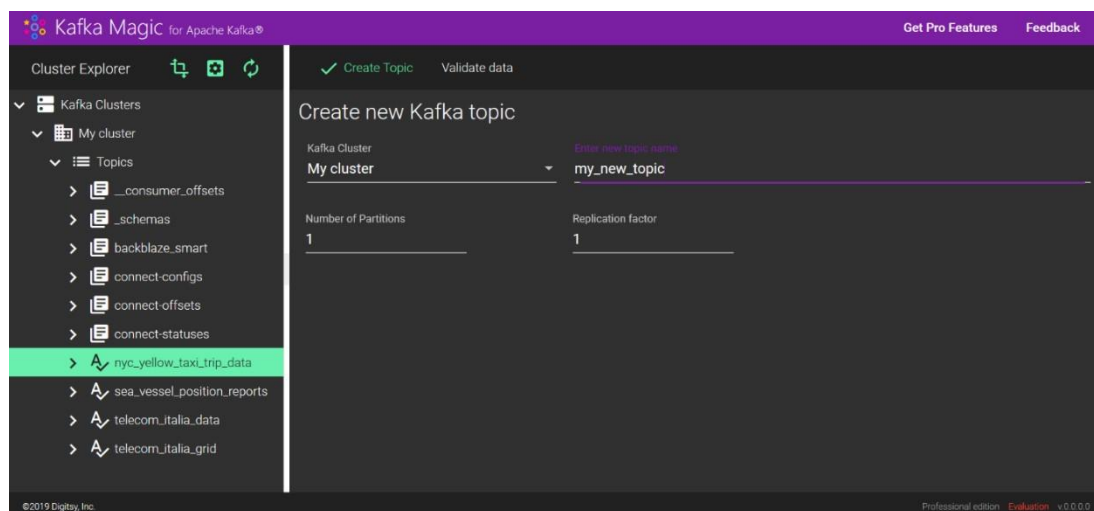 Kafka Magic for Apache Kafka®
Get Pro Features
Feedback
Cluster Explorer
Create Topic
Validate data
Kafka Clusters
My cluster
Topics
__consumer_offsets
_schemas
backblaze_smart
connect-configs
connect-offsets
connect-statuses
nyc_yellow_taxi_trip_data
sea_vessel_position_reports
telecom_italia_data
telecom_italia_grid
Create new Kafka topic
Kafka Cluster
Enter new topic name
My cluster
my_new_topic
Number of Partitions
Replication factor
1
1
©2019 Digitsy, Inc.
Professional edition Evaluation v.0.0.0.0